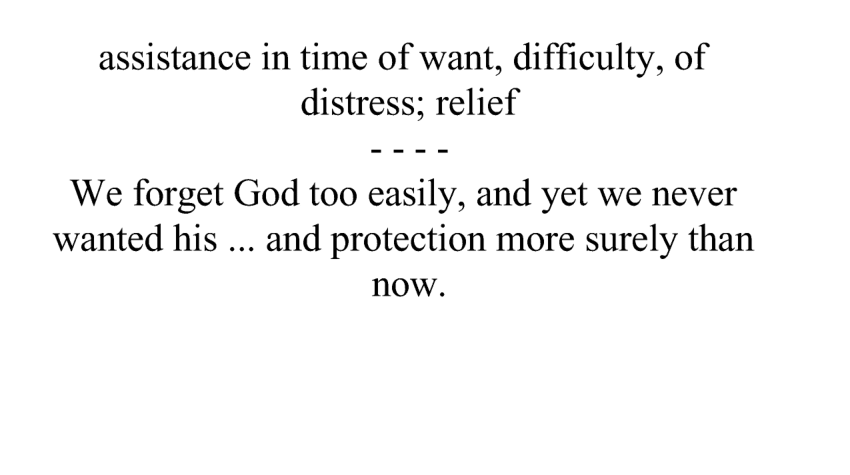 assistance in time of want, difficulty, of
distress; relief
- - - -
We forget God too easily, and yet we never
wanted his ... and protection more surely than
now.